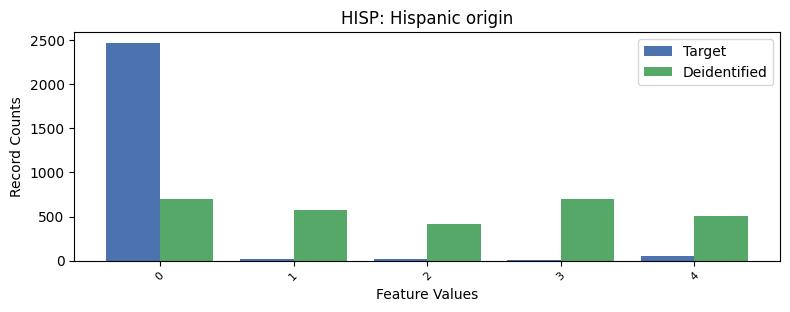 HISP: Hispanic origin
Target
Deidentified
Record Counts
2500
2000
1500
1000
500
0
0 1 2 3 4
Feature Values